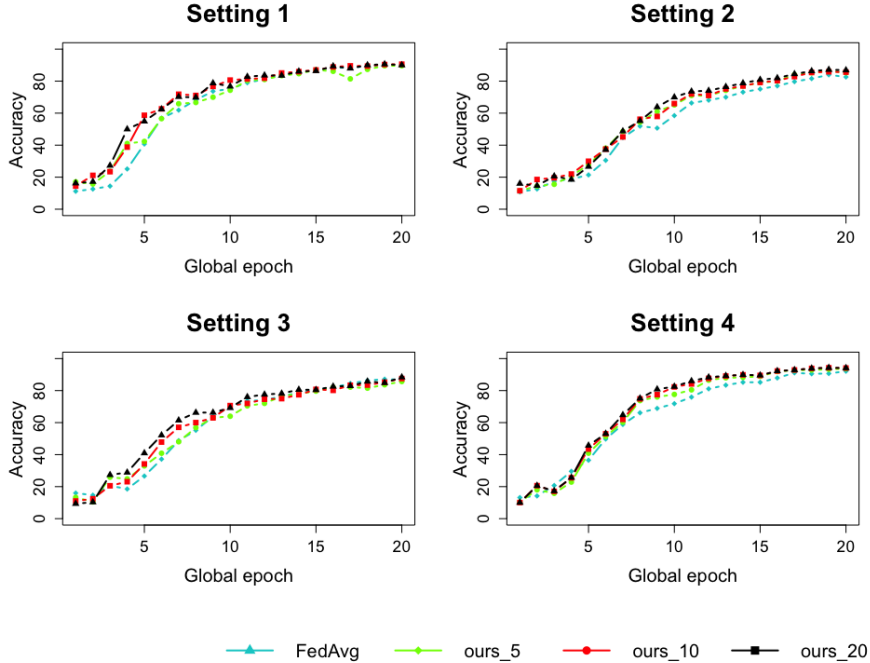 Setting 1
Accuracy
0 20 40 60 80
5 10 15 20
Global epoch
Setting 2
Accuracy
0 20 40 60 80
5 10 15 20
Global epoch
Setting 3
Accuracy
0 20 40 60 80
5 10 15 20
Global epoch
Setting 4
Accuracy
0 20 40 60 80
5 10 15 20
Global epoch
FedAvg ours_5 ours_10 ours_20